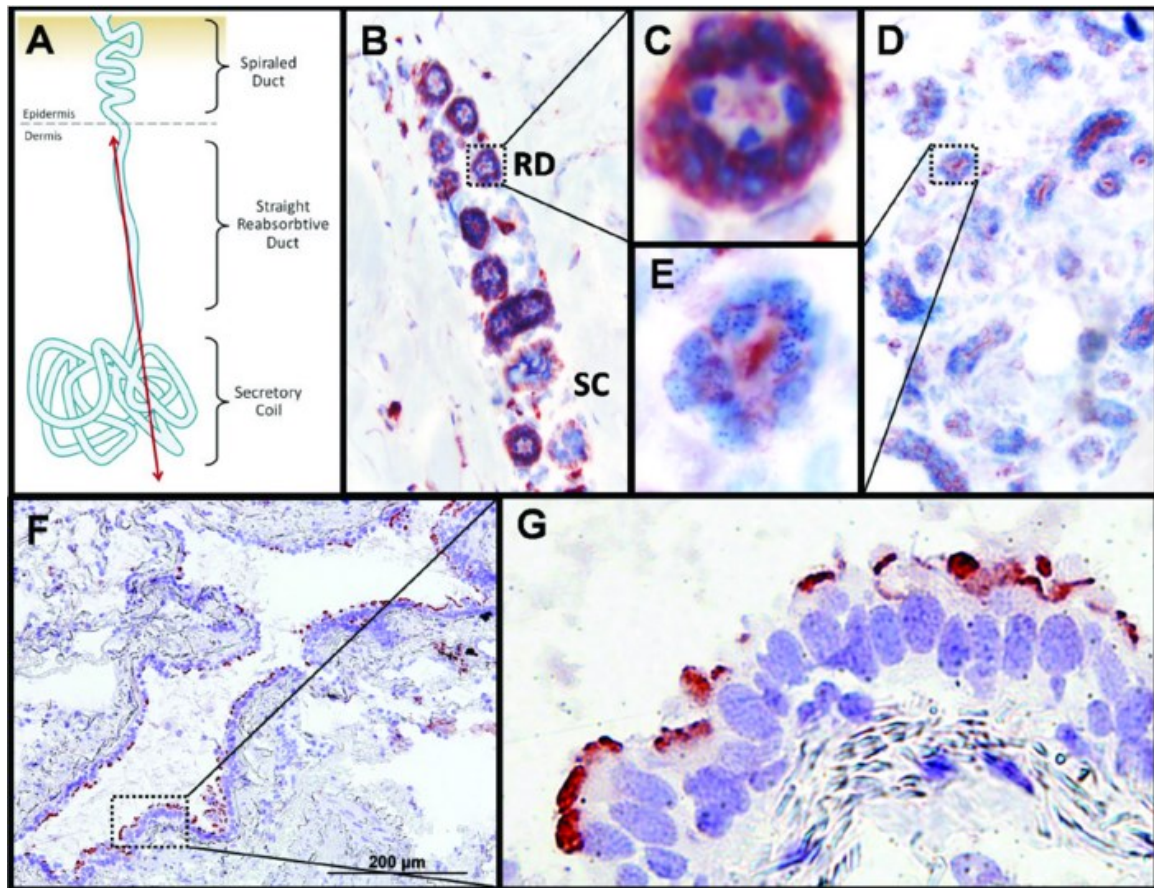 A
Spiraled
Duct
Epidermis
Dermis
Straight
Reabsorbtive
Duct
Secretory
Coil
B
RD
SC
C
D
E
F
200 µm
G